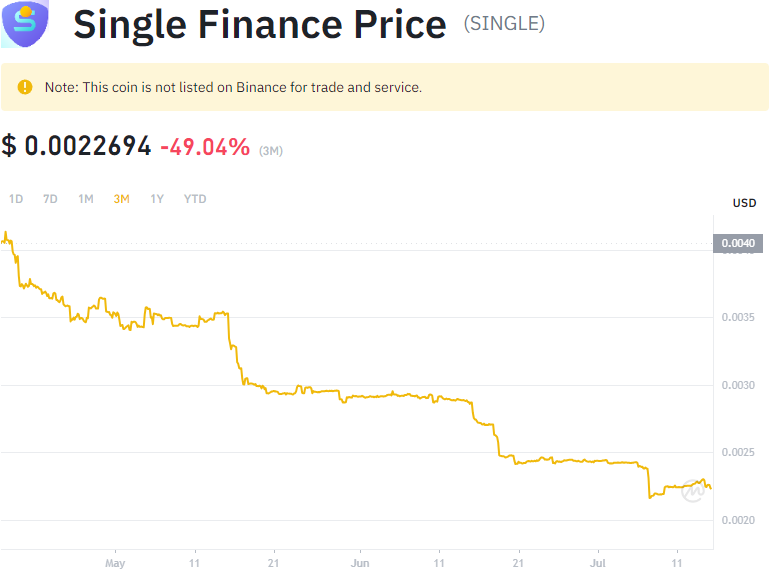 Single Finance Price (SINGLE)
Note: This coin is not listed on Binance for trade and service.
$ 0.0022694 -49.04% (3M)
1D 7D 1M 3M 1Y YTD
USD
0.0040
0.0035
0.0030
0.0025
0.0020
May 11 21 Jun 11 21 Jul 11